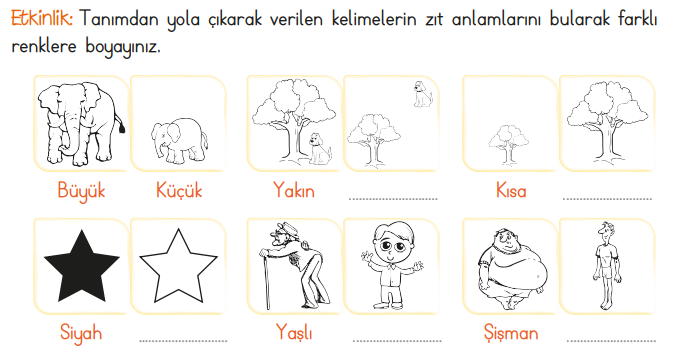 Etkinlik: Tanımdan yola çıkarak verilen kelimelerin zıt anlamlarını bularak farklı
renklere boyayınız.
Büyük Küçük Yakın ........................ Kısa ........................
Siyah ........................ Yaşlı ........................ Şişman ........................